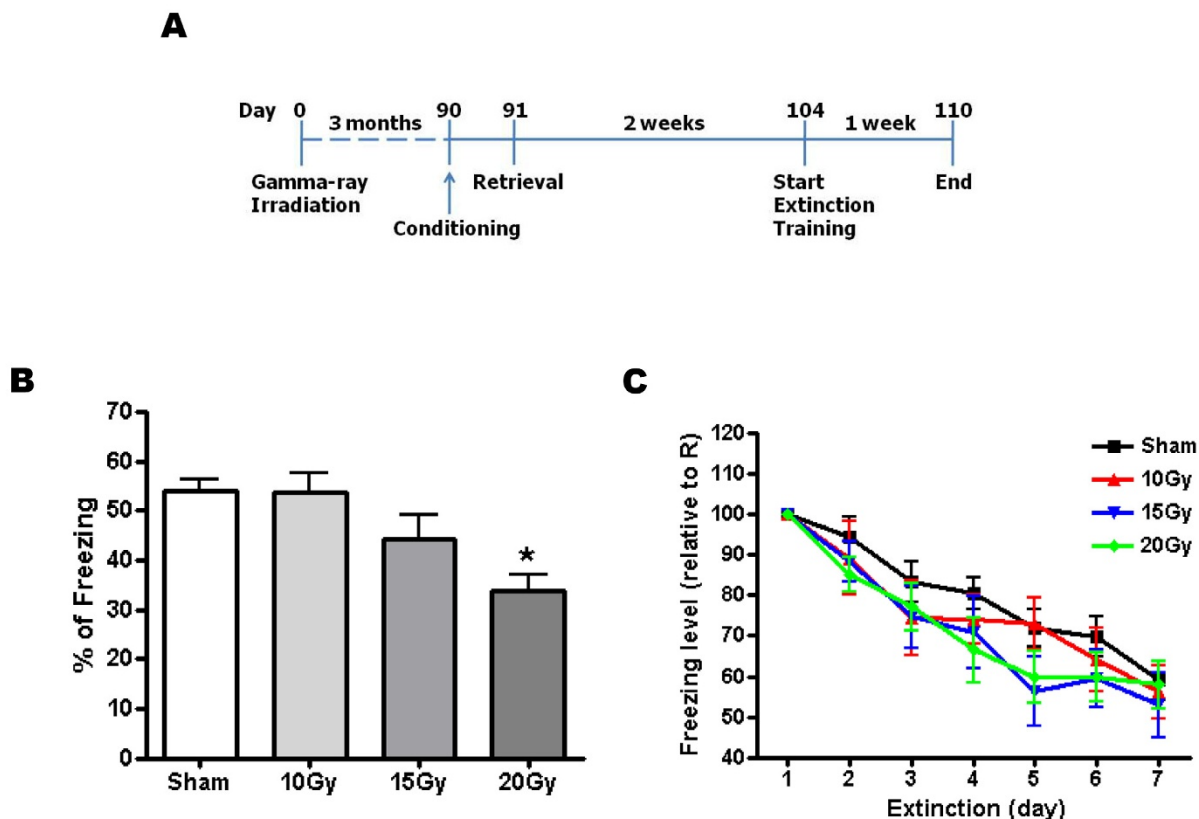 A
Day 0 90 91 104 110
3 months 2 weeks 1 week
Gamma-ray
Irradiation
Conditioning
Retrieval
Start
Extinction
Training
End
B
% of Freezing
70
60
50
40
30
20
10
0
*
Sham 10Gy 15Gy 20Gy
C
Freezing level (relative to R)
120
100
90
80
70
60
50
40
Sham
10Gy
15Gy
20Gy
1 2 3 4 5 6 7
Extinction (day)